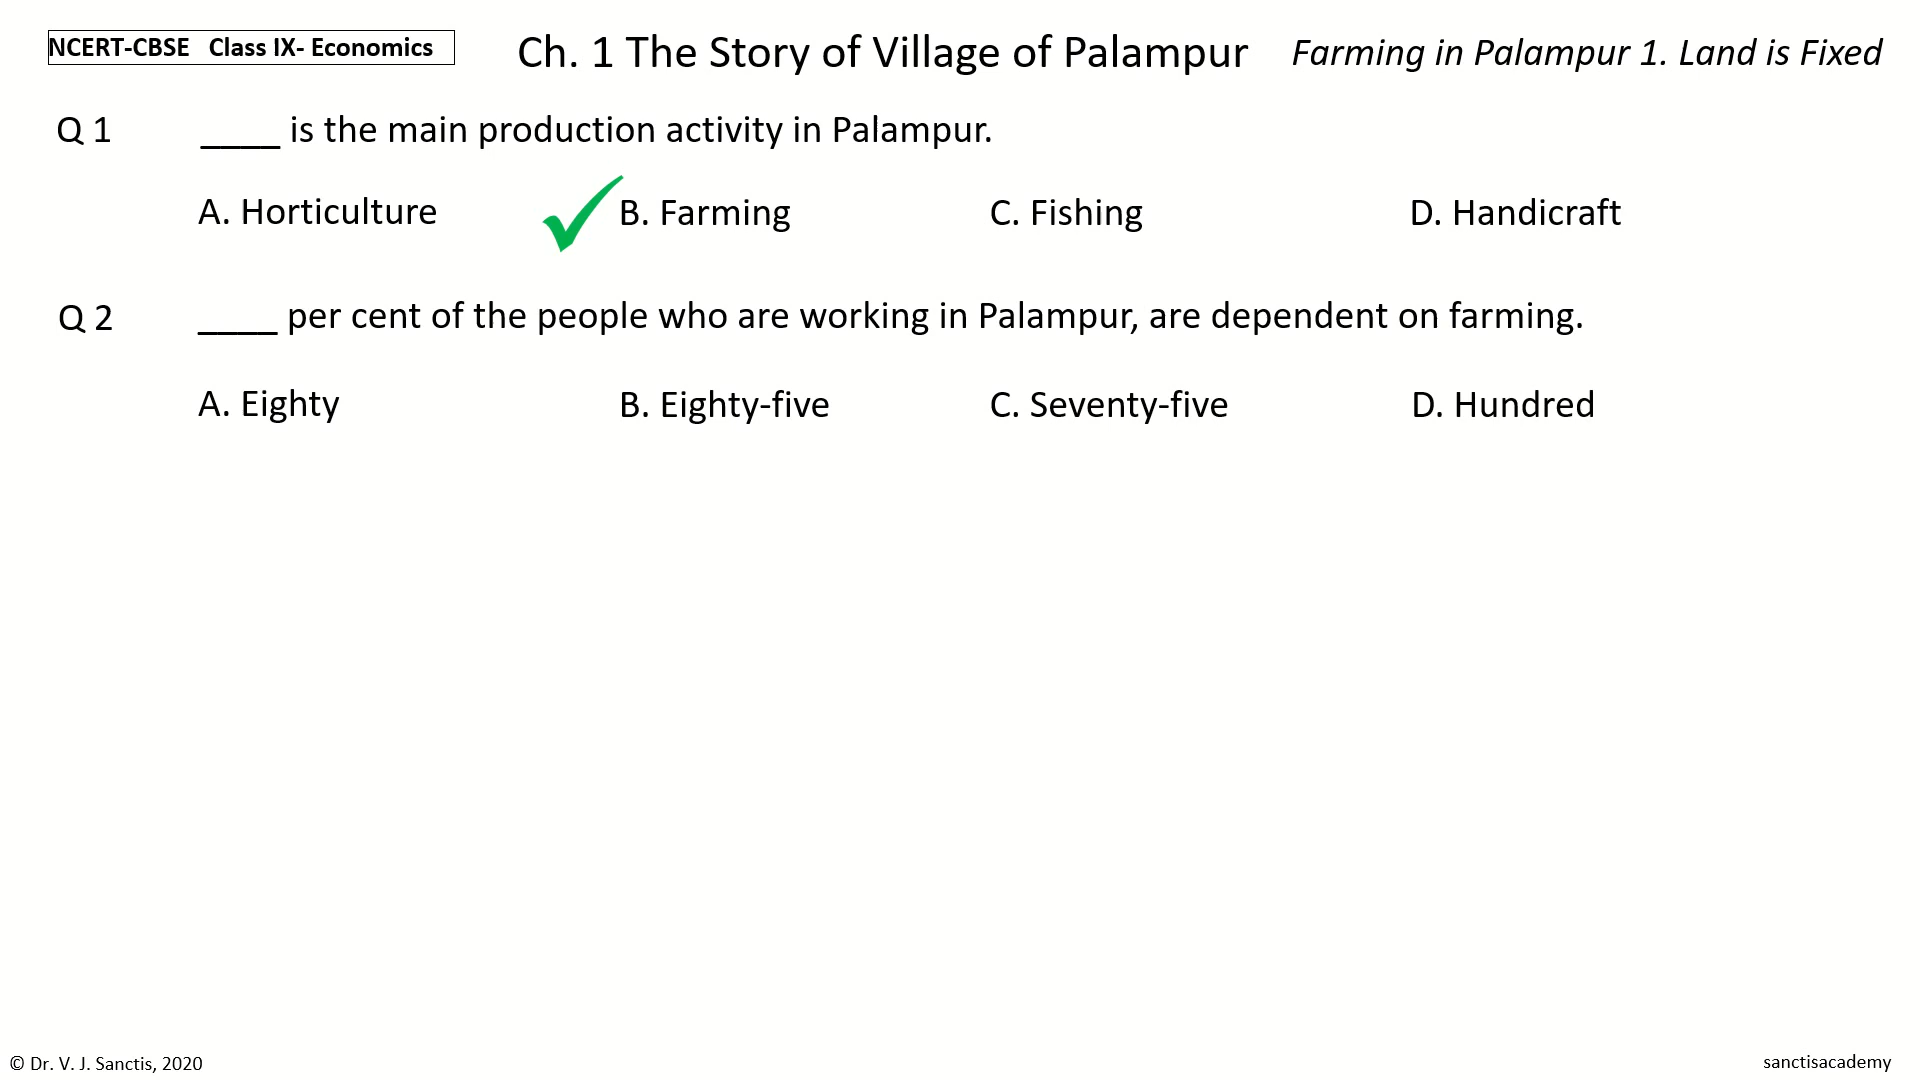 NCERT-CBSE Class IX- Economics
Ch. 1 The Story of Village of Palampur
Farming in Palampur 1. Land is Fixed
Q 1 ____ is the main production activity in Palampur.
A. Horticulture B. Farming C. Fishing D. Handicraft
Q 2 ____ per cent of the people who are working in Palampur, are dependent on farming.
A. Eighty B. Eighty-five C. Seventy-five D. Hundred
© Dr. V. J. Sanctis, 2020
sanctisacademy